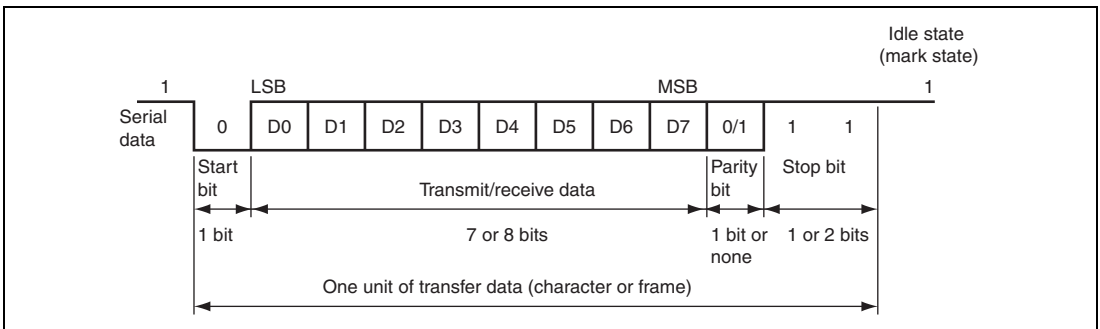 Idle state
(mark state)
1 LSB MSB 1
Serial
data
0 D0 D1 D2 D3 D4 D5 D6 D7 0/1 1 1
Start
bit
Transmit/receive data
Parity
bit
Stop bit
1 bit
7 or 8 bits
1 bit or
none
1 or 2 bits
One unit of transfer data (character or frame)